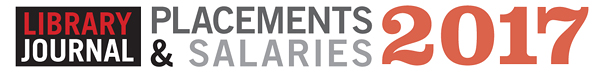 LIBRARY JOURNAL
PLACEMENTS & SALARIES
2017